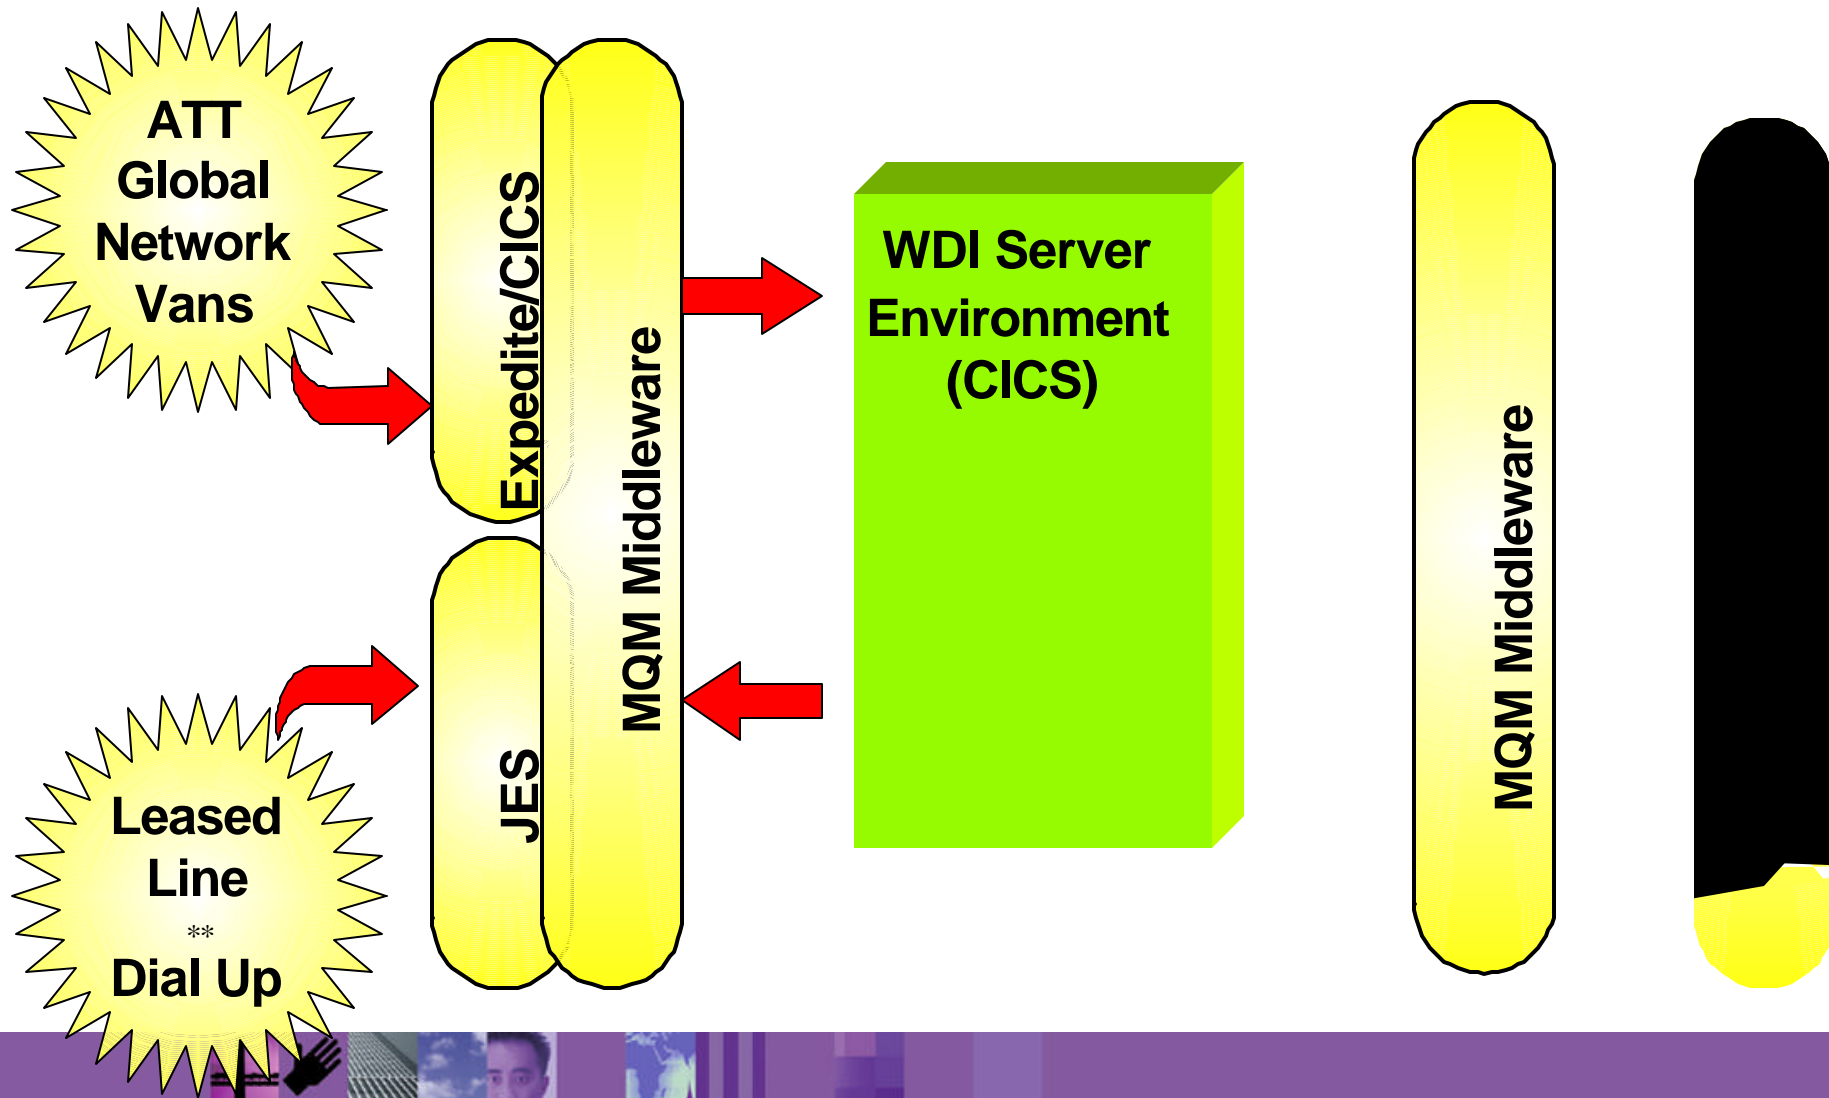 ATT
Global
Network
Vans
Expedite/CICS
MQM Middleware
JES
WDI Server
Environment
(CICS)
MQM Middleware
Leased
Line
**
Dial Up